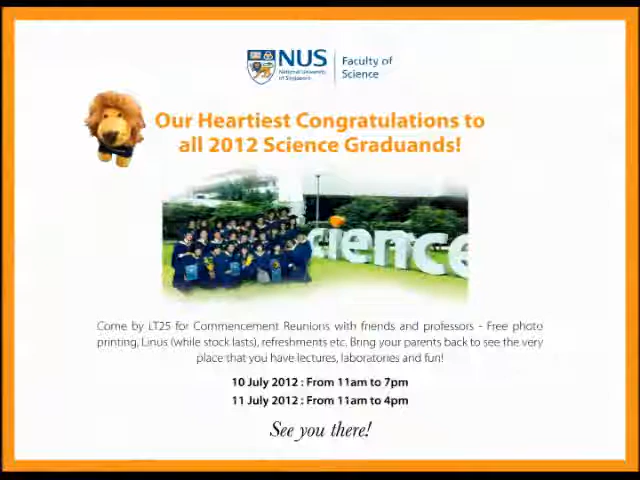 NUS
National University
of Singapore
Faculty of
Science
Our Heartiest Congratulations to
all 2012 Science Graduands!
cience
Come by LT25 for Commencement Reunions with friends and professors - Free photo
printing, Linus (while stock lasts), refreshments etc. Bring your parents back to see the very
place that you have lectures, laboratories and fun!
10 July 2012 : From 11am to 7pm
11 July 2012 : From 11am to 4pm
See you there!